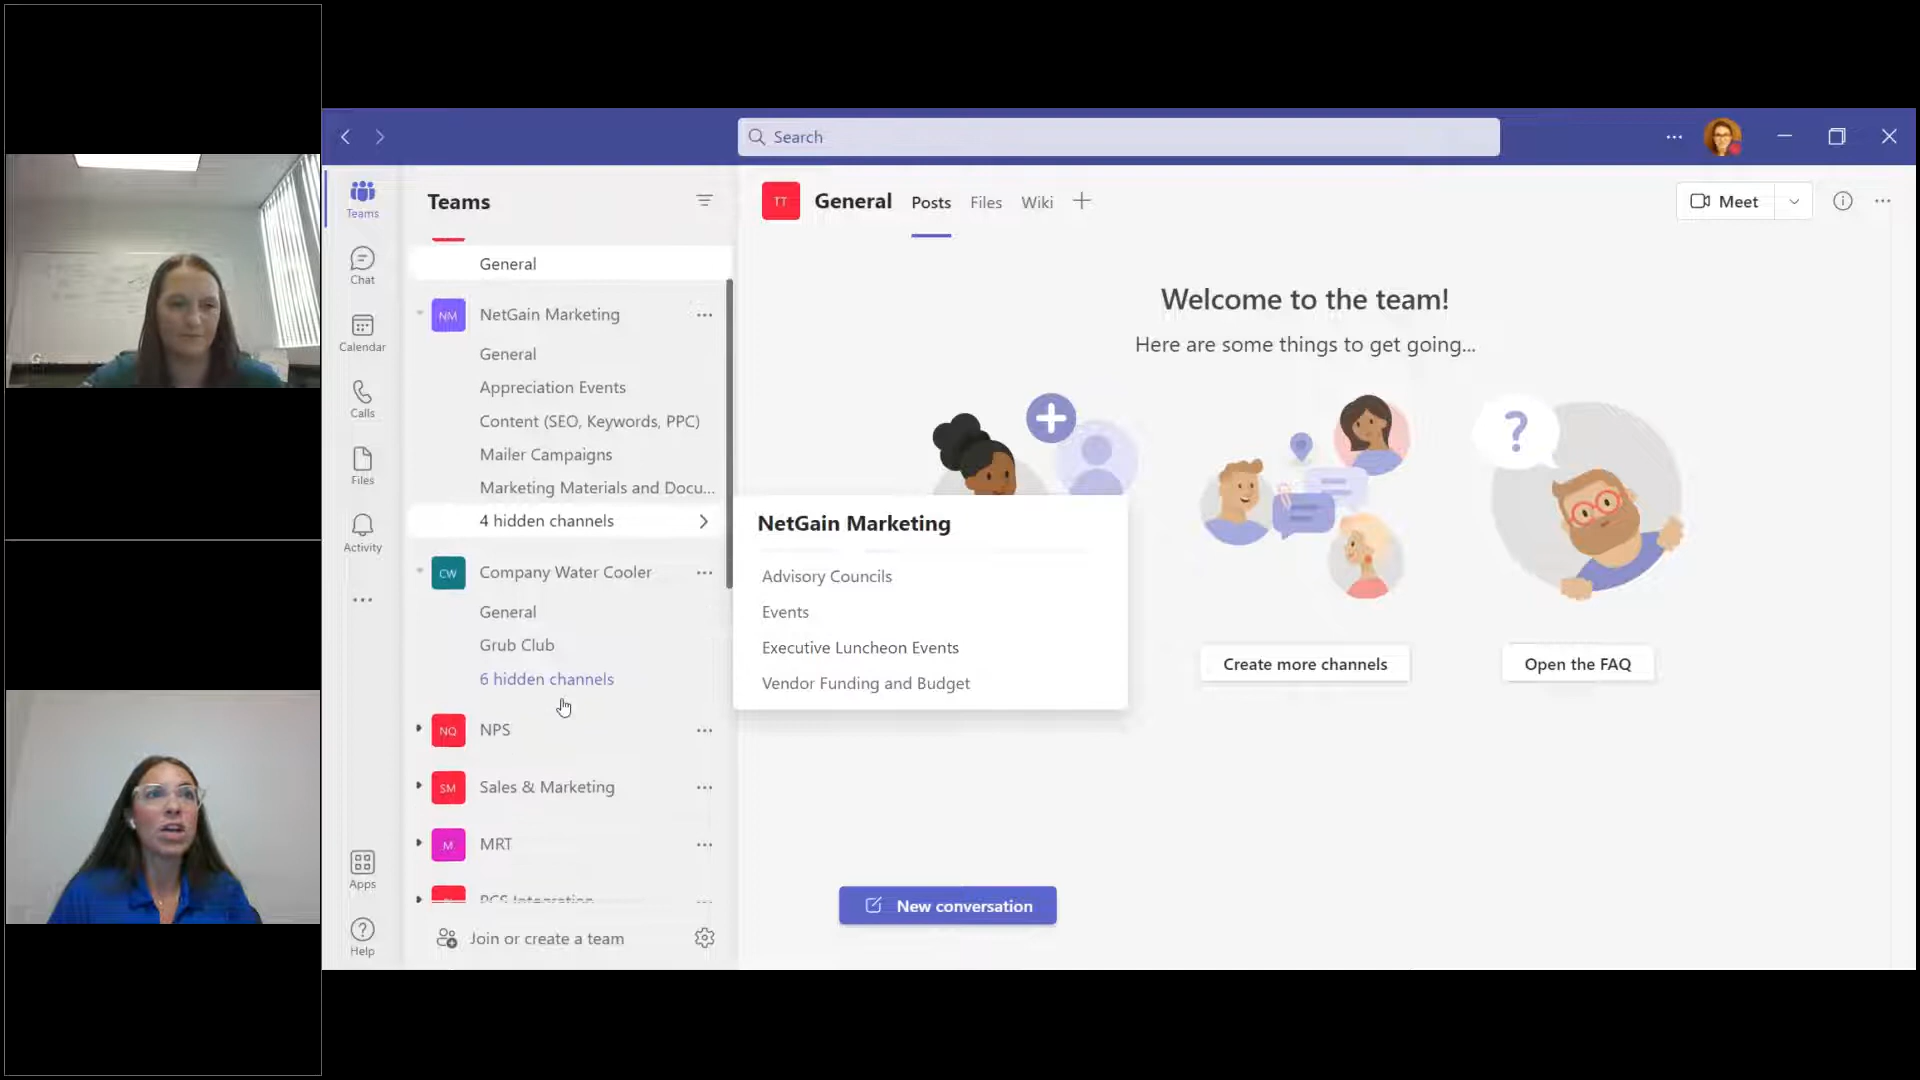 Search
Teams
Chat
Calendar
Calls
Files
Activity
Apps
Help
Teams
General
NM NetGain Marketing
General
Appreciation Events
Content (SEO, Keywords, PPC)
Mailer Campaigns
Marketing Materials and Docu...
4 hidden channels
CW Company Water Cooler
General
Grub Club
6 hidden channels
NQ NPS
SM Sales & Marketing
M. MRT
PCS Integration
Join or create a team
TT General Posts Files Wiki
Meet
Welcome to the team!
Here are some things to get going...
?
NetGain Marketing
Advisory Councils
Events
Executive Luncheon Events
Vendor Funding and Budget
Create more channels
Open the FAQ
New conversation